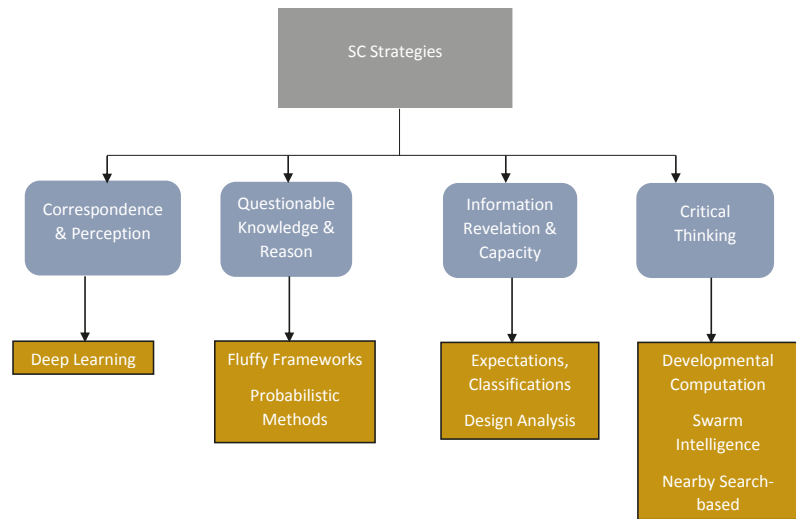 SC Strategies
Correspondence
& Perception
Questionable
Knowledge &
Reason
Information
Revelation &
Capacity
Critical
Thinking
Deep Learning
Fluffy Frameworks
Probabilistic
Methods
Expectations,
Classifications
Design Analysis
Developmental
Computation
Swarm
Intelligence
Nearby Search-
based